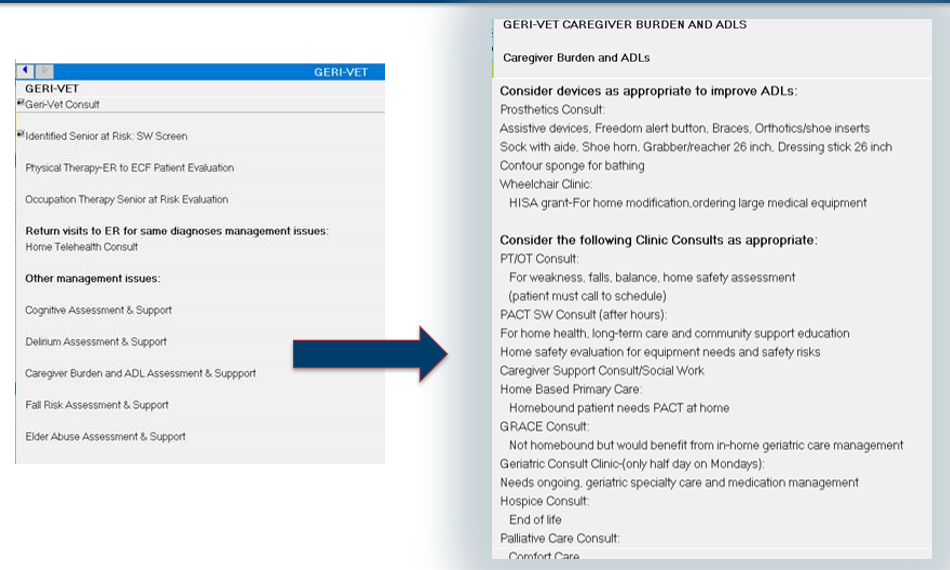 GERI-VET
GERI-VET
Geri-Vet Consult
Identified Senior at Risk: SW Screen
Physical Therapy-ER to ECF Patient Evaluation
Occupation Therapy Senior at Risk Evaluation
Return visits to ER for same diagnoses management issues:
Home Telehealth Consult
Other management issues:
Cognitive Assessment & Support
Delirium Assessment & Support
Caregiver Burden and ADL Assessment & Suppport
Fall Risk Assessment & Support
Elder Abuse Assessment & Support
GERI-VET CAREGIVER BURDEN AND ADLS
Caregiver Burden and ADLs
Consider devices as appropriate to improve ADLs:
Prosthetics Consult:
Assistive devices, Freedom alert button, Braces, Orthotics/shoe inserts
Sock with aide, Shoe horn, Grabber/reacher 26 inch, Dressing stick 26 inch
Contour sponge for bathing
Wheelchair Clinic:
HISA grant-For home modification,ordering large medical equipment
Consider the following Clinic Consults as appropriate:
PT/OT Consult:
For weakness, falls, balance, home safety assessment
(patient must call to schedule)
PACT SW Consult (after hours):
For home health, long-term care and community support education
Home safety evaluation for equipment needs and safety risks
Caregiver Support Consult/Social Work
Home Based Primary Care:
Homebound patient needs PACT at home
GRACE Consult:
Not homebound but would benefit from in-home geriatric care management
Geriatric Consult Clinic-(only half day on Mondays):
Needs ongoing, geriatric specialty care and medication management
Hospice Consult:
End of life
Palliative Care Consult:
Comfort Care